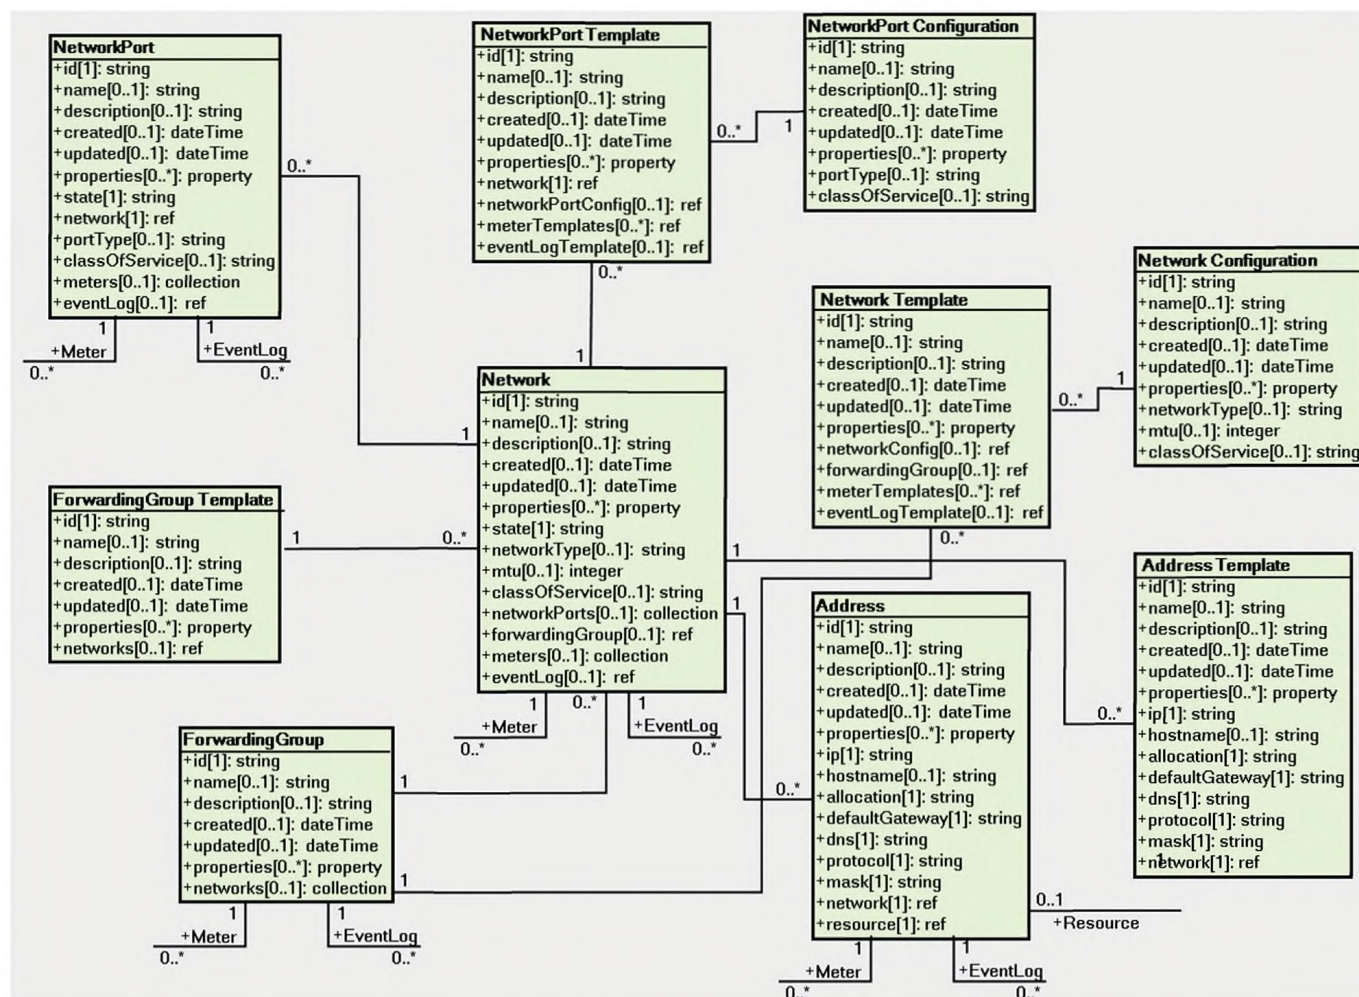 NetworkPort
+id[1]: string
+name[0..1]: string
+description[0..1]: string
+created[0..1]: dateTime
+updated[0..1]: dateTime
+properties[0..*]: property
+state[1]: string
+network[1]: ref
+portType[0..1]: string
+classOfService[0..1]: string
+meters[0..1]: collection
+eventLog[0..1]: ref
0..*
1
1
+Meter
+EventLog
0..*
0..*
NetworkPort Template
+id[1]: string
+name[0..1]: string
+description[0..1]: string
+created[0..1]: dateTime
+updated[0..1]: dateTime
+properties[0..*]: property
+network[1]: ref
+networkPortConfig[0..1]: ref
+meterTemplates[0..*]: ref
+eventLogTemplate[0..1]: ref
0..*
1
0..*
1
NetworkPort Configuration
+id[1]: string
+name[0..1]: string
+description[0..1]: string
+created[0..1]: dateTime
+updated[0..1]: dateTime
+properties[0..*]: property
+portType[0..1]: string
+classOfService[0..1]: string
Network Configuration
+id[1]: string
+name[0..1]: string
+description[0..1]: string
+created[0..1]: dateTime
+updated[0..1]: dateTime
+properties[0..*]: property
+networkType[0..1]: string
+mtu[0..1]: integer
+classOfService[0..1]: string
Network Template
+id[1]: string
+name[0..1]: string
+description[0..1]: string
+created[0..1]: dateTime
+updated[0..1]: dateTime
+properties[0..*]: property
+networkConfig[0..1]: ref
+forwardingGroup[0..1]: ref
+meterTemplates[0..*]: ref
+eventLogTemplate[0..1]: ref
0..*
1
0..*
Network
+id[1]: string
+name[0..1]: string
+description[0..1]: string
+created[0..1]: dateTime
+updated[0..1]: dateTime
+properties[0..*]: property
+state[1]: string
+networkType[0..1]: string
+mtu[0..1]: integer
+classOfService[0..1]: string
+networkPorts[0..1]: collection
+forwardingGroup[0..1]: ref
+meters[0..1]: collection
+eventLog[0..1]: ref
1
0..*
1
1
1
0..*
1
+Meter
+EventLog
0..*
0..*
ForwardingGroup Template
+id[1]: string
+name[0..1]: string
+description[0..1]: string
+created[0..1]: dateTime
+updated[0..1]: dateTime
+properties[0..*]: property
+networks[0..1]: ref
1
ForwardingGroup
+id[1]: string
+name[0..1]: string
+description[0..1]: string
+created[0..1]: dateTime
+updated[0..1]: dateTime
+properties[0..*]: property
+networks[0..1]: collection
1
1
1
1
+Meter
+EventLog
0..*
0..*
Address
+id[1]: string
+name[0..1]: string
+description[0..1]: string
+created[0..1]: dateTime
+updated[0..1]: dateTime
+properties[0..*]: property
+ip[1]: string
+hostname[0..1]: string
+allocation[1]: string
+defaultGateway[1]: string
+dns[1]: string
+protocol[1]: string
+mask[1]: string
+network[1]: ref
+resource[1]: ref
0..*
0..1
+Resource
1
1
+Meter
+EventLog
0..*
0..*
Address Template
+id[1]: string
+name[0..1]: string
+description[0..1]: string
+created[0..1]: dateTime
+updated[0..1]: dateTime
+properties[0..*]: property
+ip[1]: string
+hostname[0..1]: string
+allocation[1]: string
+defaultGateway[1]: string
+dns[1]: string
+protocol[1]: string
+mask[1]: string
+network[1]: ref
1
0..*